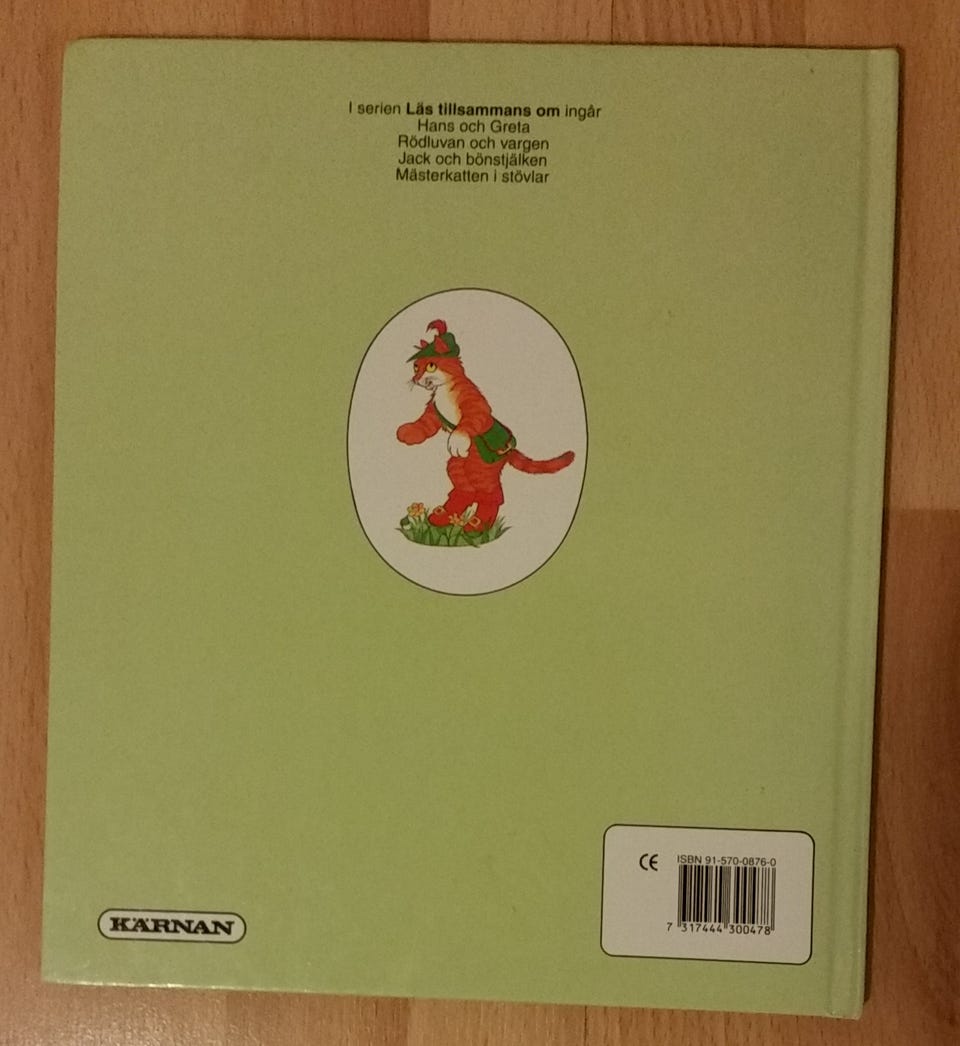 I serien Läs tillsammans om ingår
Hans och Greta
Rödluvan och vargen
Jack och bönstjälken
Mästerkatten i stövlar
CE ISBN 91-570-0876-0
7 317444 300478
KÄRNAN